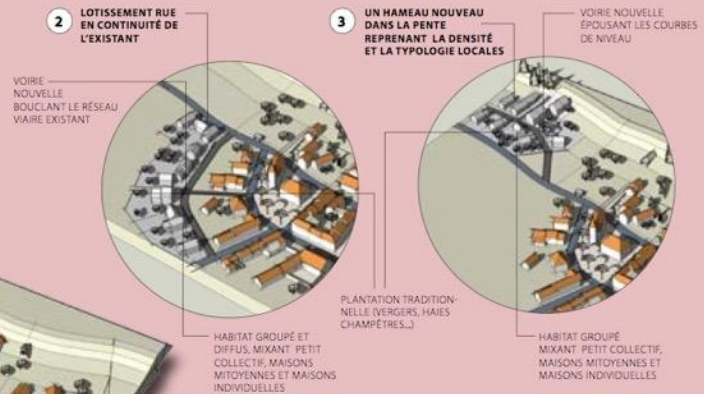 2
LOTISSEMENT RUE
EN CONTINUITÉ DE
L'EXISTANT
VOIRIE
NOUVELLE
BOUCLANT LE RÉSEAU
VIAIRE EXISTANT
HABITAT GROUPÉ ET
DIFFUS, MIXANT PETIT
COLLECTIF, MAISONS
MITOYENNES ET MAISONS
INDIVIDUELLES
PLANTATION TRADITION-
NELLE (VERGERS, HAIES
CHAMPÊTRES...)
3
UN HAMEAU NOUVEAU
DANS LA PENTE
REPRENANT LA DENSITÉ
ET LA TYPOLOGIE LOCALES
VOIRIE NOUVELLE
ÉPOUSANT LES COURBES
DE NIVEAU
HABITAT GROUPÉ
MIXANT PETIT COLLECTIF,
MAISONS MITOYENNES ET
MAISONS INDIVIDUELLES